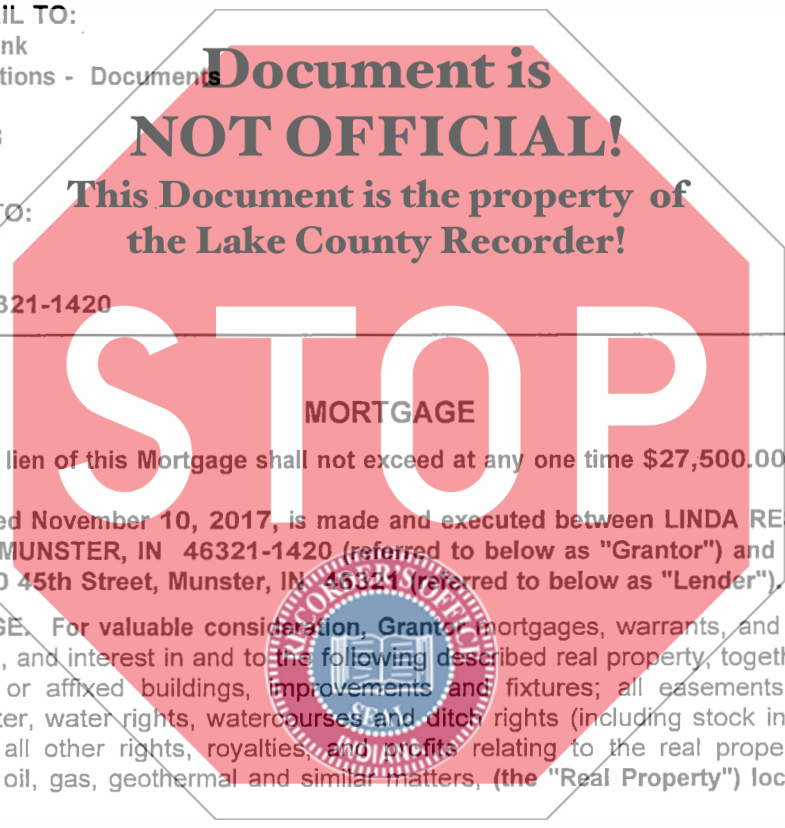 IL TO:
nk
tions - Documents
Document is
NOT OFFICIAL!
This Document is the property of
TO:
the Lake County Recorder!
321-1420
STOP
MORTGAGE
lien of this Mortgage shall not exceed at any one time $27,500.00
ed November 10, 2017, is made and executed between LINDA RE
MUNSTER, IN 46321-1420 (referred to below as "Grantor") and
0 45th Street, Munster, IN 46321 (referred to below as "Lender").
GE. For valuable consideration, Grantor mortgages, warrants, and
, and interest in and to the following described real property, togeth
or affixed buildings, improvements and fixtures; all easements
ter, water rights, watercourses and ditch rights (including stock in
all other rights, royalties, and profits relating to the real prope
oil, gas, geothermal and similar matters, (the "Real Property") loc
RECORDER'S OFFICE
SEAL
INDIANA